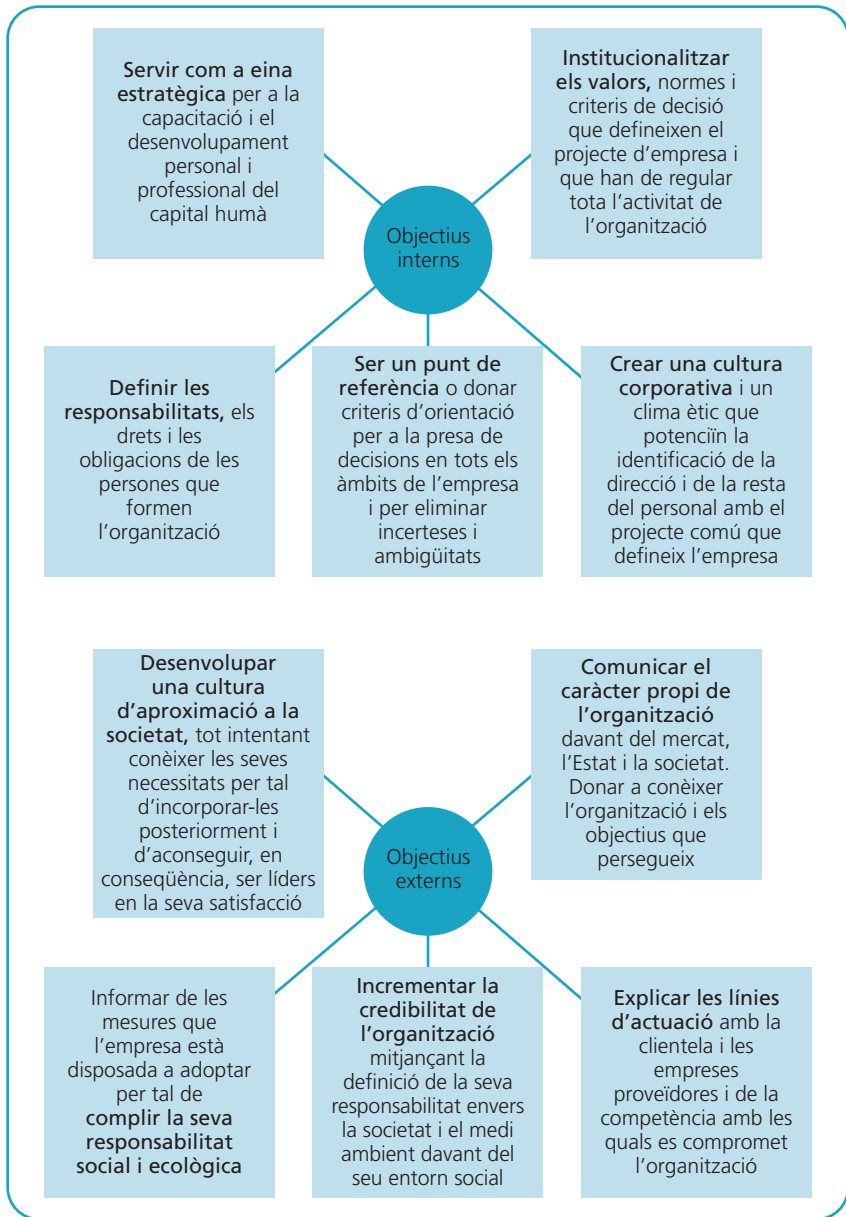 Servir com a eina
estratègica per a la
capacitació i el
desenvolupament
personal i
professional del
capital humà
Institucionalitzar
els valors, normes i
criteris de decisió
que defineixen el
projecte d'empresa i
que han de regular
tota l'activitat de
l'organització
Objectius
interns
Definir les
responsabilitats, els
drets i les
obligacions de les
persones que
formen
l'organització
Ser un punt de
referència o donar
criteris d'orientació
per a la presa de
decisions en tots els
àmbits de l'empresa
i per eliminar
incerteses i
ambigüitats
Crear una cultura
corporativa i un
clima ètic que
potenciïn la
identificació de la
direcció i de la resta
del personal amb el
projecte comú que
defineix l'empresa
Desenvolupar
una cultura
d'aproximació a la
societat, tot intentant
conèixer les seves
necessitats per tal
d'incorporar-les
posteriorment i
d'aconseguir, en
conseqüència, ser líders
en la seva satisfacció
Comunicar el
caràcter propi de
l'organització
davant del mercat,
l'Estat i la societat.
Donar a conèixer
l'organització i els
objectius que
persegueix
Objectius
externs
Informar de les
mesures que
l'empresa està
disposada a adoptar
per tal de
complir la seva
responsabilitat
social i ecològica
Incrementar la
credibilitat de
l'organització
mitjançant la
definició de la seva
responsabilitat envers
la societat i el medi
ambient davant del
seu entorn social
Explicar les línies
d'actuació amb la
clientela i les
empreses
proveïdores i de la
competència amb les
quals es compromet
l'organització